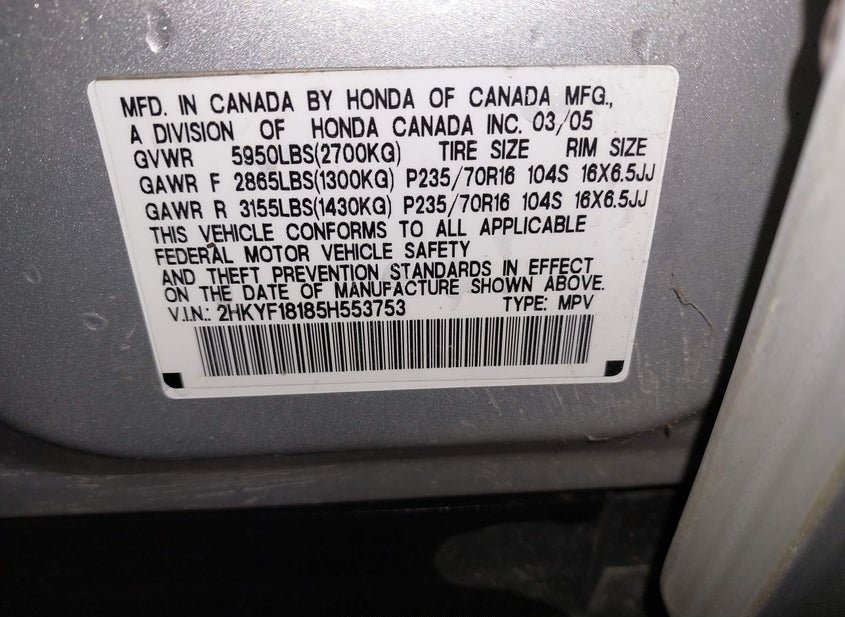 MFD. IN CANADA BY HONDA OF CANADA MFG.,
A DIVISION OF HONDA CANADA INC. 03/05
GVWR 5950LBS(2700KG) TIRE SIZE RIM SIZE
GAWR F 2865LBS(1300KG) P235/70R16 104S 16X6.5JJ
GAWR R 3155LBS(1430KG) P235/70R16 104S 16X6.5JJ
THIS VEHICLE CONFORMS TO ALL APPLICABLE
FEDERAL MOTOR VEHICLE SAFETY
AND THEFT PREVENTION STANDARDS IN EFFECT
ON THE DATE OF MANUFACTURE SHOWN ABOVE.
V.I.N.: 2HKYF18185H553753 TYPE: MPV